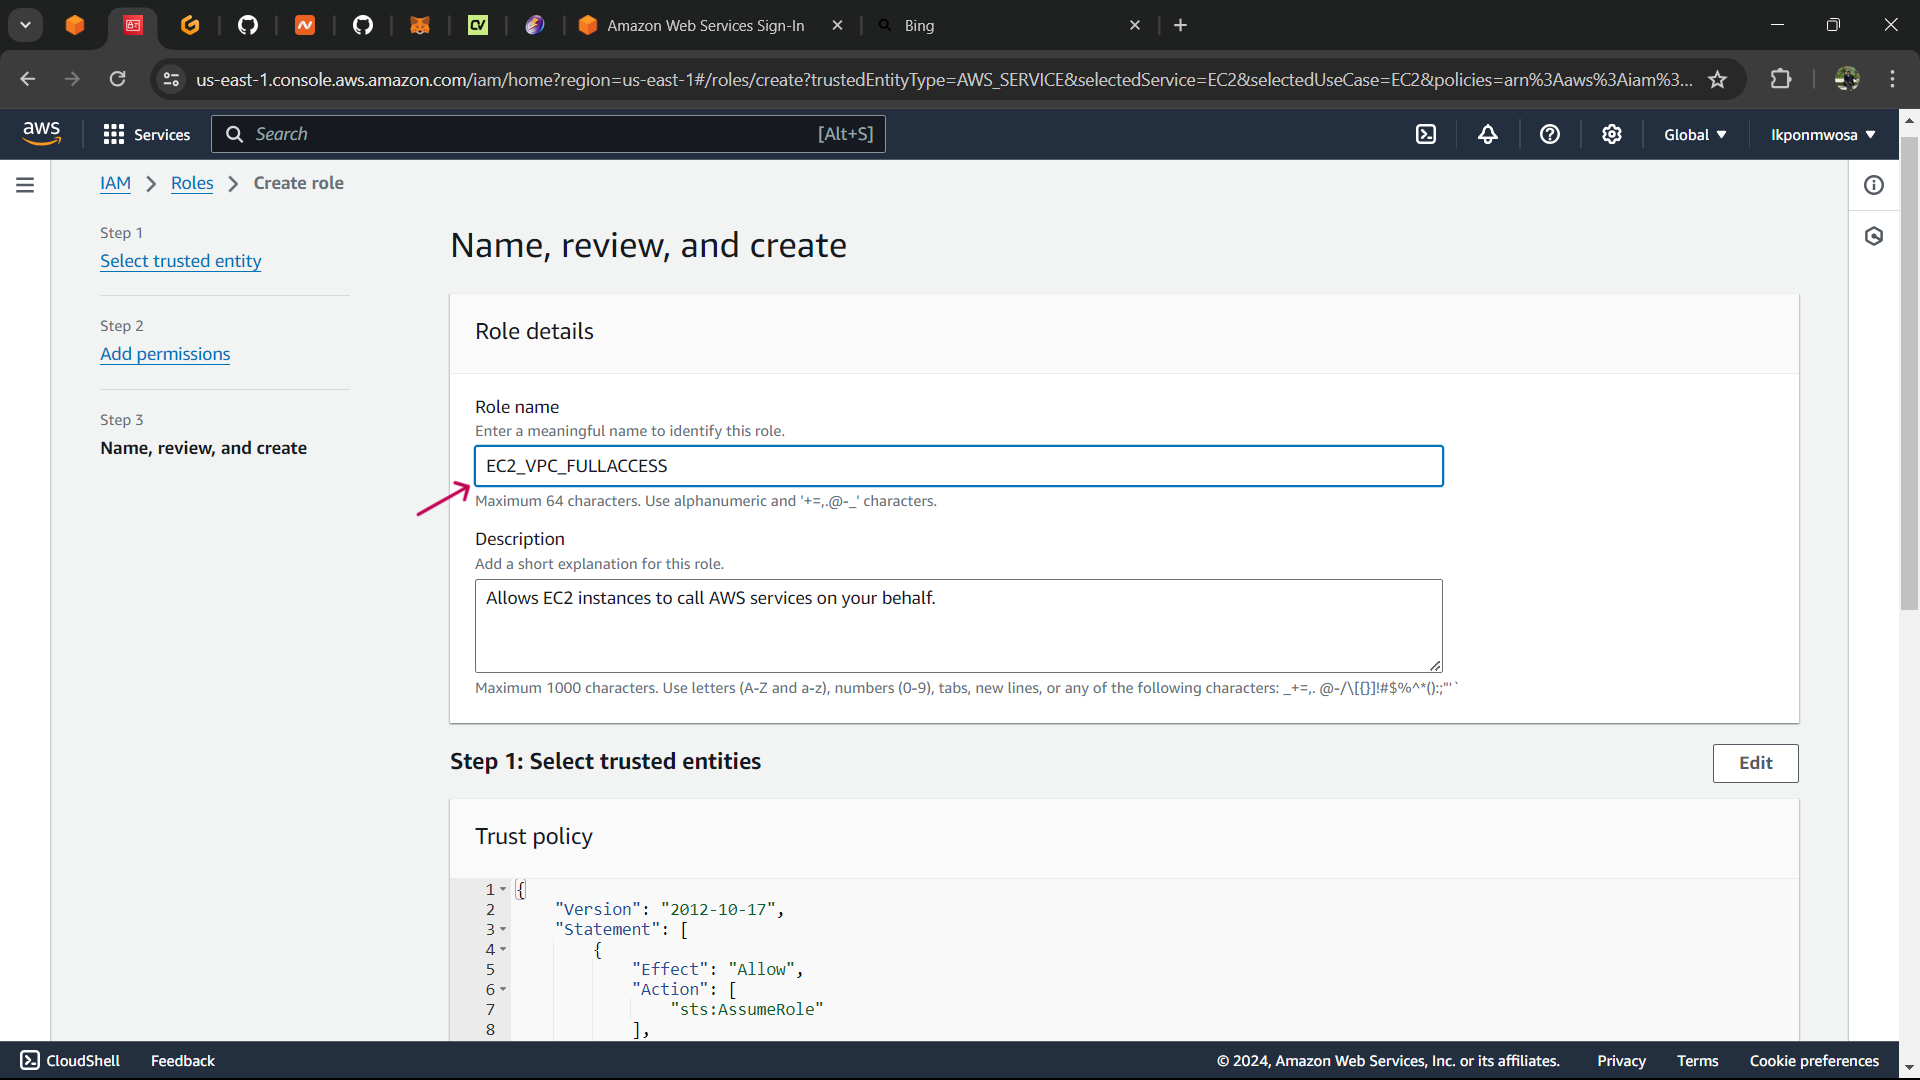 Amazon Web Services Sign-In
Bing
us-east-1.console.aws.amazon.com/iam/home?region=us-east-1#/roles/create?trustedEntityType=AWS_SERVICE&selectedService=EC2&selectedUseCase=EC2&policies=arn%3Aaws%3Aiam%3...
aws
Services
Search
[Alt+S]
Global
Ikponmwosa
IAM
Roles
Create role
Step 1
Select trusted entity
Step 2
Add permissions
Step 3
Name, review, and create
Name, review, and create
Role details
Role name
Enter a meaningful name to identify this role.
EC2_VPC_FULLACCESS
Maximum 64 characters. Use alphanumeric and '+=,.@-_' characters.
Description
Add a short explanation for this role.
Allows EC2 instances to call AWS services on your behalf.
Maximum 1000 characters. Use letters (A-Z and a-z), numbers (0-9), tabs, new lines, or any of the following characters: _+=,. @-/\[{}]!#$%^*();:"'`
Step 1: Select trusted entities
Edit
Trust policy
1 {
2 "Version": "2012-10-17",
3 "Statement": [
4 {
5 "Effect": "Allow",
6 "Action": [
7 "sts:AssumeRole"
8 ],
CloudShell
Feedback
© 2024, Amazon Web Services, Inc. or its affiliates.
Privacy
Terms
Cookie preferences